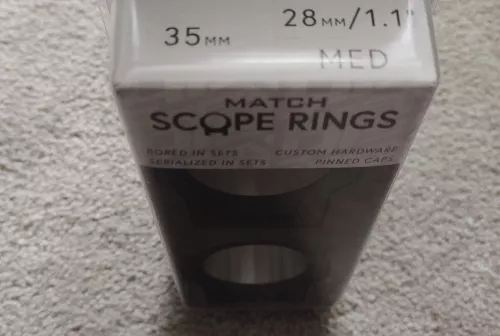 35MM 28MM/1.1"
MED
MATCH
SCOPE RINGS
BORED IN SETS CUSTOM HARDWARE
SERIALIZED IN SETS PINNED CAPS